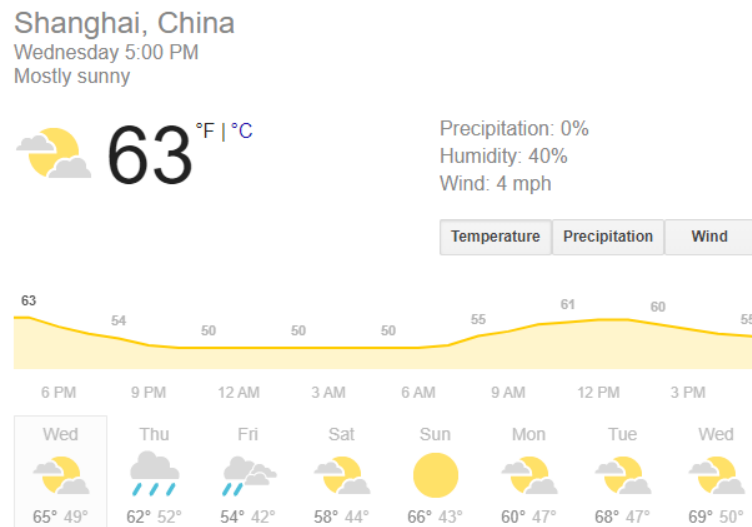 Shanghai, China
Wednesday 5:00 PM
Mostly sunny
63 °F | °C
Precipitation: 0%
Humidity: 40%
Wind: 4 mph
Temperature Precipitation Wind
63 54 50 50 50 55 61 60 55
6 PM 9 PM 12 AM 3 AM 6 AM 9 AM 12 PM 3 PM
Wed Thu Fri Sat Sun Mon Tue Wed
65° 49° 62° 52° 54° 42° 58° 44° 66° 43° 60° 47° 68° 47° 69° 50°